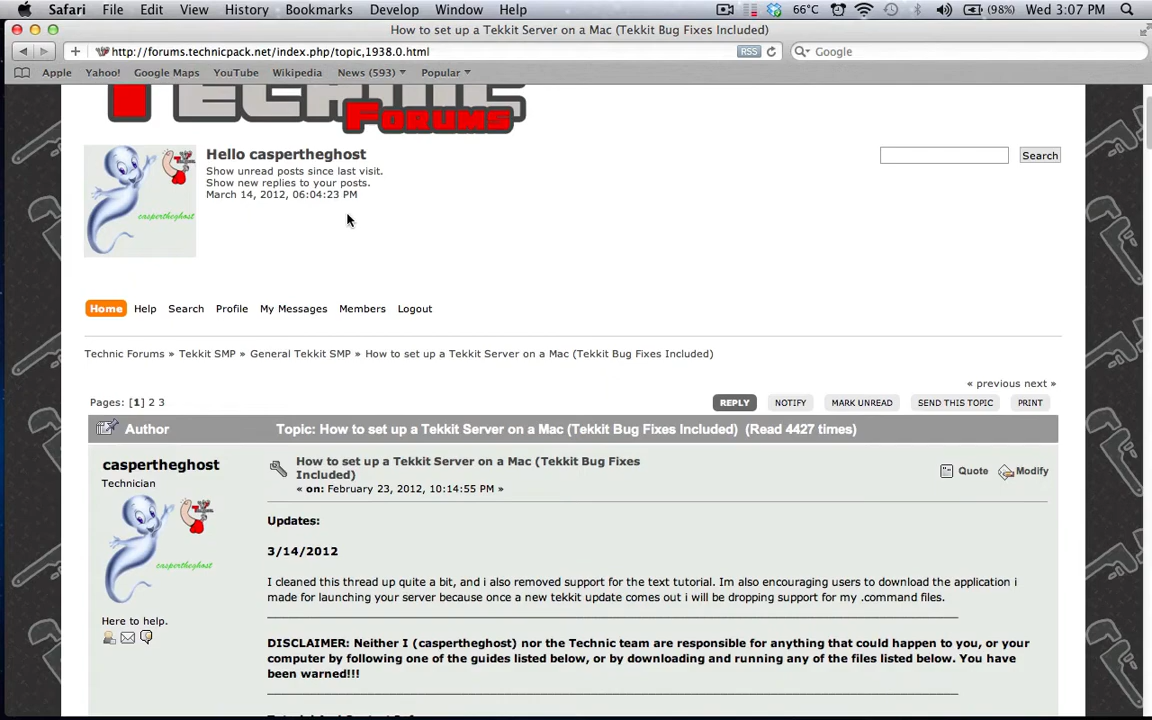 Safari File Edit View History Bookmarks Develop Window Help 66°C (98%) Wed 3:07 PM
How to set up a Tekkit Server on a Mac (Tekkit Bug Fixes Included)
http://forums.technicpack.net/index.php/topic,1938.0.html RSS Google
Apple Yahoo! Google Maps YouTube Wikipedia News (593) Popular
Technic
Forums
Hello caspertheghost
Show unread posts since last visit.
Show new replies to your posts.
March 14, 2012, 06:04:23 PM
Search
caspertheghost
Home Help Search Profile My Messages Members Logout
Technic Forums » Tekkit SMP » General Tekkit SMP » How to set up a Tekkit Server on a Mac (Tekkit Bug Fixes Included)
« previous next »
Pages: [1] 2 3
REPLY NOTIFY MARK UNREAD SEND THIS TOPIC PRINT
Author Topic: How to set up a Tekkit Server on a Mac (Tekkit Bug Fixes Included) (Read 4427 times)
caspertheghost
Technician
caspertheghost
Here to help.
How to set up a Tekkit Server on a Mac (Tekkit Bug Fixes
Included)
« on: February 23, 2012, 10:14:55 PM »
Quote Modify
Updates:
3/14/2012
I cleaned this thread up quite a bit, and i also removed support for the text tutorial. Im also encouraging users to download the application i
made for launching your server because once a new tekkit update comes out i will be dropping support for my .command files.
DISCLAIMER: Neither I (caspertheghost) nor the Technic team are responsible for anything that could happen to you, or your
computer by following one of the guides listed below, or by downloading and running any of the files listed below. You have
been warned!!!